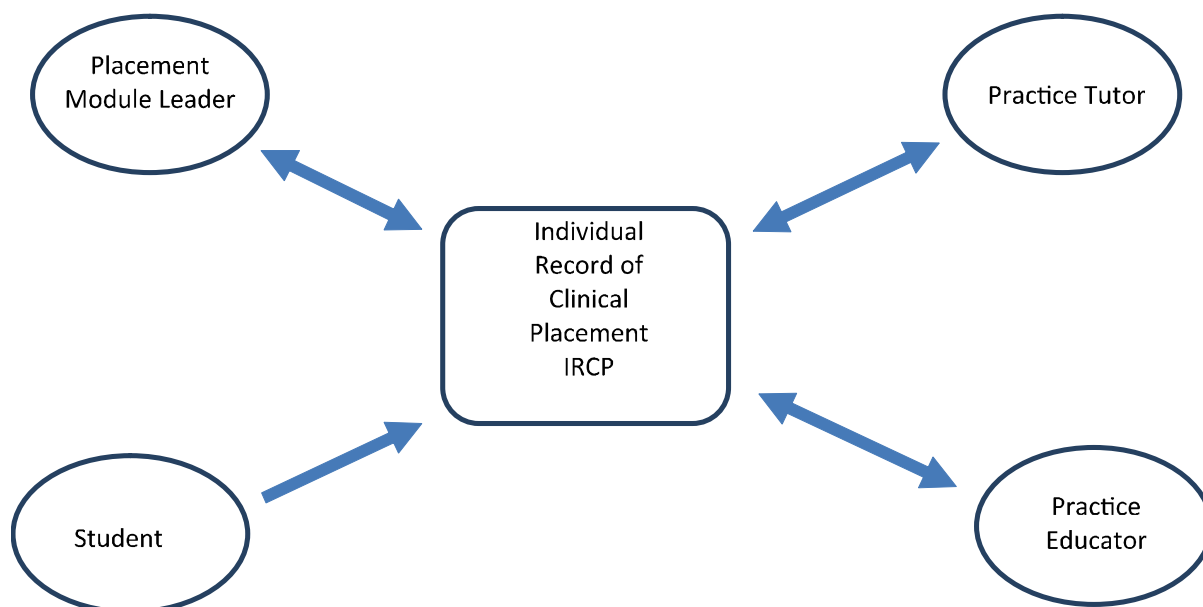 Placement
Module Leader
Practice Tutor
Individual
Record of
Clinical
Placement
IRCP
Student
Practice
Educator